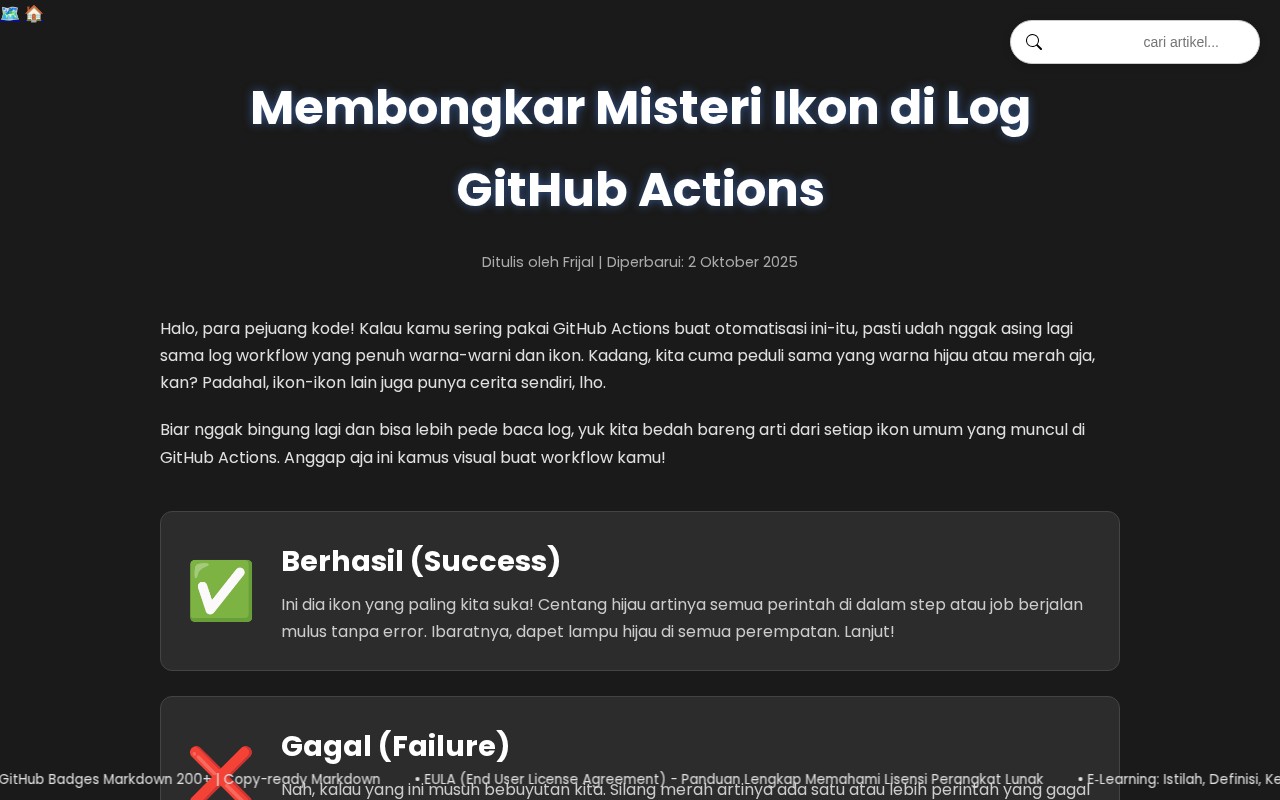 cari artikel...
Membongkar Misteri Ikon di Log
GitHub Actions
Ditulis oleh Frijal | Diperbarui: 2 Oktober 2025
Halo, para pejuang kode! Kalau kamu sering pakai GitHub Actions buat otomatisasi ini-itu, pasti udah nggak asing lagi
sama log workflow yang penuh warna-warni dan ikon. Kadang, kita cuma peduli sama yang warna hijau atau merah aja,
kan? Padahal, ikon-ikon lain juga punya cerita sendiri, lho.
Biar nggak bingung lagi dan bisa lebih pede baca log, yuk kita bedah bareng arti dari setiap ikon umum yang muncul di
GitHub Actions. Anggap aja ini kamus visual buat workflow kamu!
Berhasil (Success)
Ini dia ikon yang paling kita suka! Centang hijau artinya semua perintah di dalam step atau job berjalan
mulus tanpa error. Ibaratnya, dapet lampu hijau di semua perempatan. Lanjut!
Gagal (Failure)
GitHub Badges Markdown 200+ | Copy-ready Markdown • EULA (End User License Agreement) - Panduan Lengkap Memahami Lisensi Perangkat Lunak • E-Learning: Istilah, Definisi, Ke
Nah, kalau yang ini musuh bebuyutan kita. Silang merah artinya ada satu atau lebih perintah yang gagal